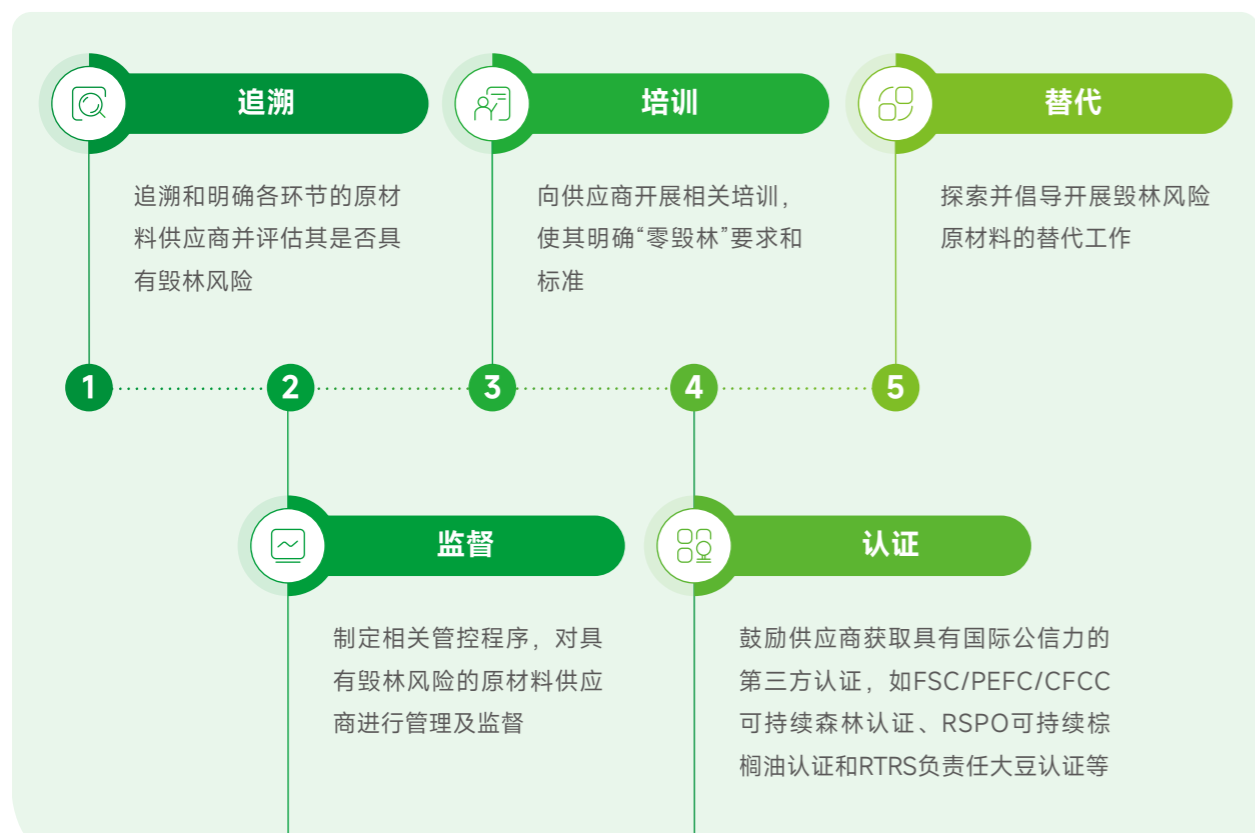 追溯
追溯和明确各环节的原材
料供应商并评估其是否具
有毁林风险
培训
向供应商开展相关培训，
使其明确“零毁林”要求和
标准
替代
探索并倡导开展毁林风险
原材料的替代工作
1
2
3
4
5
监督
制定相关管控程序，对具
有毁林风险的原材料供应
商进行管理及监督
认证
鼓励供应商获取具有国际公信力的
第三方认证，如FSC/PEFC/CFCC
可持续森林认证、RSPO可持续棕
榈油认证和RTRS负责任大豆认证等